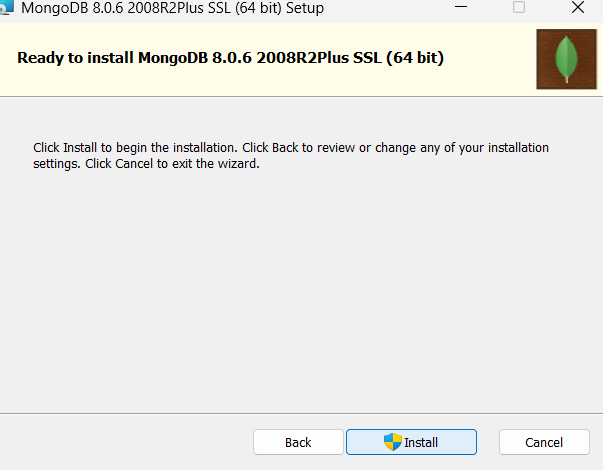 MongoDB 8.0.6 2008R2Plus SSL (64 bit) Setup
Ready to install MongoDB 8.0.6 2008R2Plus SSL (64 bit)
Click Install to begin the installation. Click Back to review or change any of your installation
settings. Click Cancel to exit the wizard.
Back Install Cancel